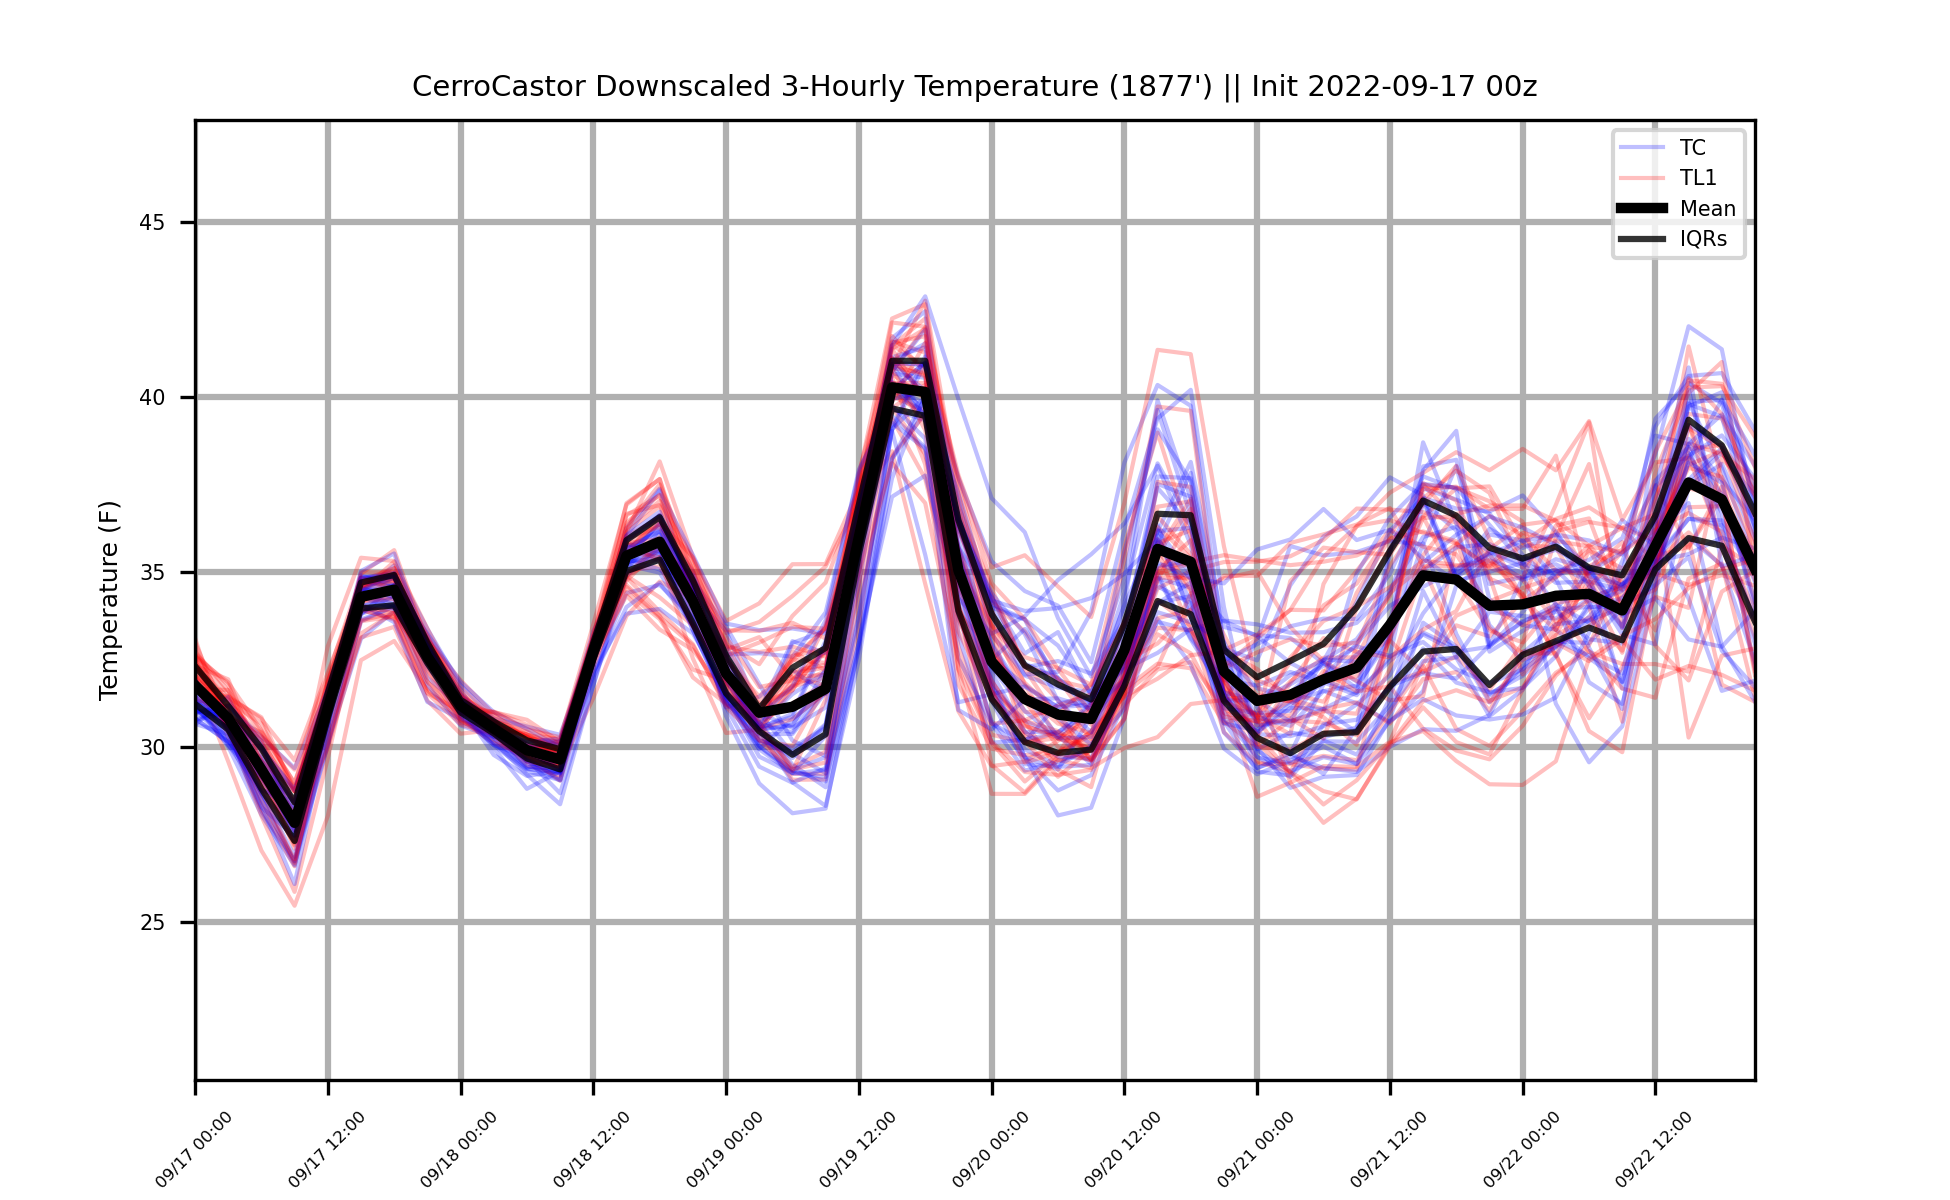 CerroCastor Downscaled 3-Hourly Temperature (1877') || Init 2022-09-17 00z
TC
TL1
Mean
IQRs
45
40
35
30
25
Temperature (F)
09/17 00:00
09/17 12:00
09/18 00:00
09/18 12:00
09/19 00:00
09/19 12:00
09/20 00:00
09/20 12:00
09/21 00:00
09/21 12:00
09/22 00:00
09/22 12:00